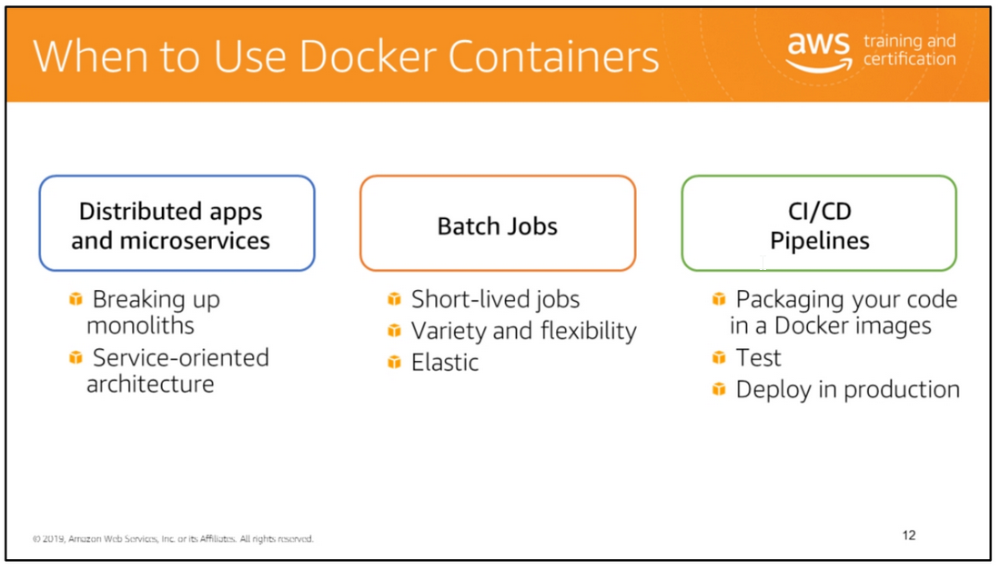 When to Use Docker Containers
aws training and
certification
Distributed apps
and microservices
Breaking up
monoliths
Service-oriented
architecture
Batch Jobs
Short-lived jobs
Variety and flexibility
Elastic
CI/CD
Pipelines
Packaging your code
in a Docker images
Test
Deploy in production
© 2019, Amazon Web Services, Inc. or its Affiliates. All rights reserved.
12